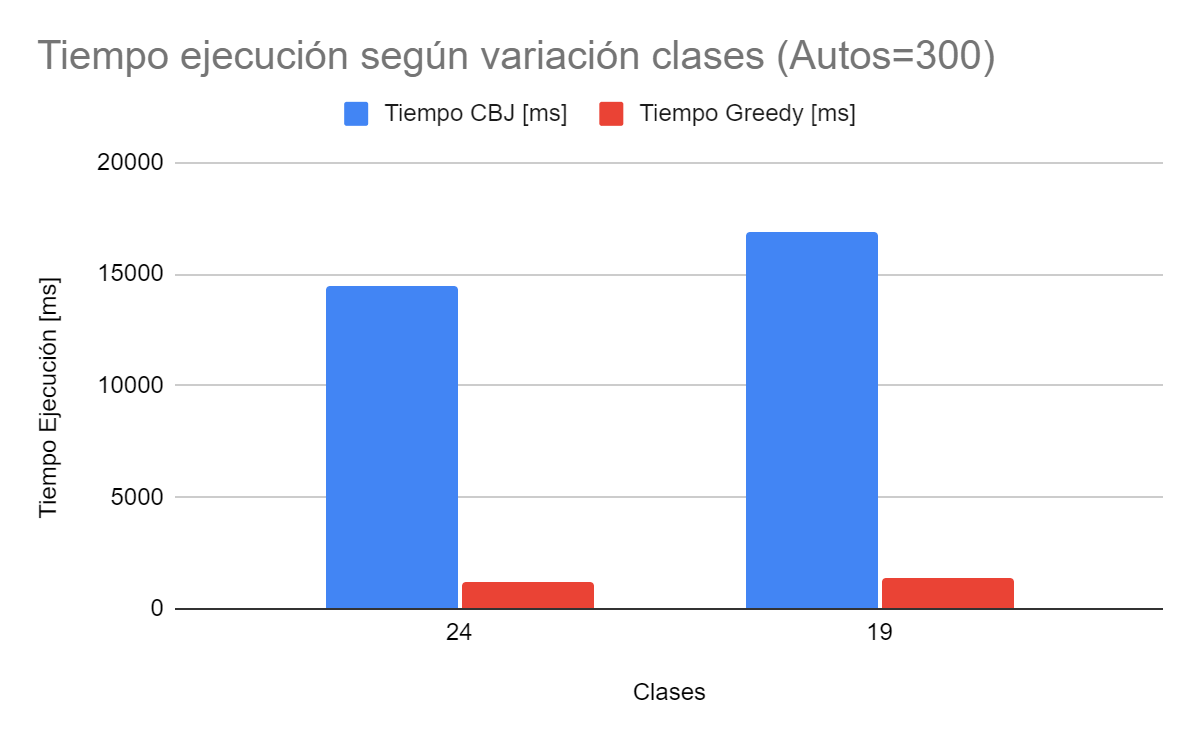 Tiempo ejecución según variación clases (Autos=300)
Tiempo CBJ [ms] Tiempo Greedy [ms]
Tiempo Ejecución [ms]
20000
15000
10000
5000
0
24 19
Clases